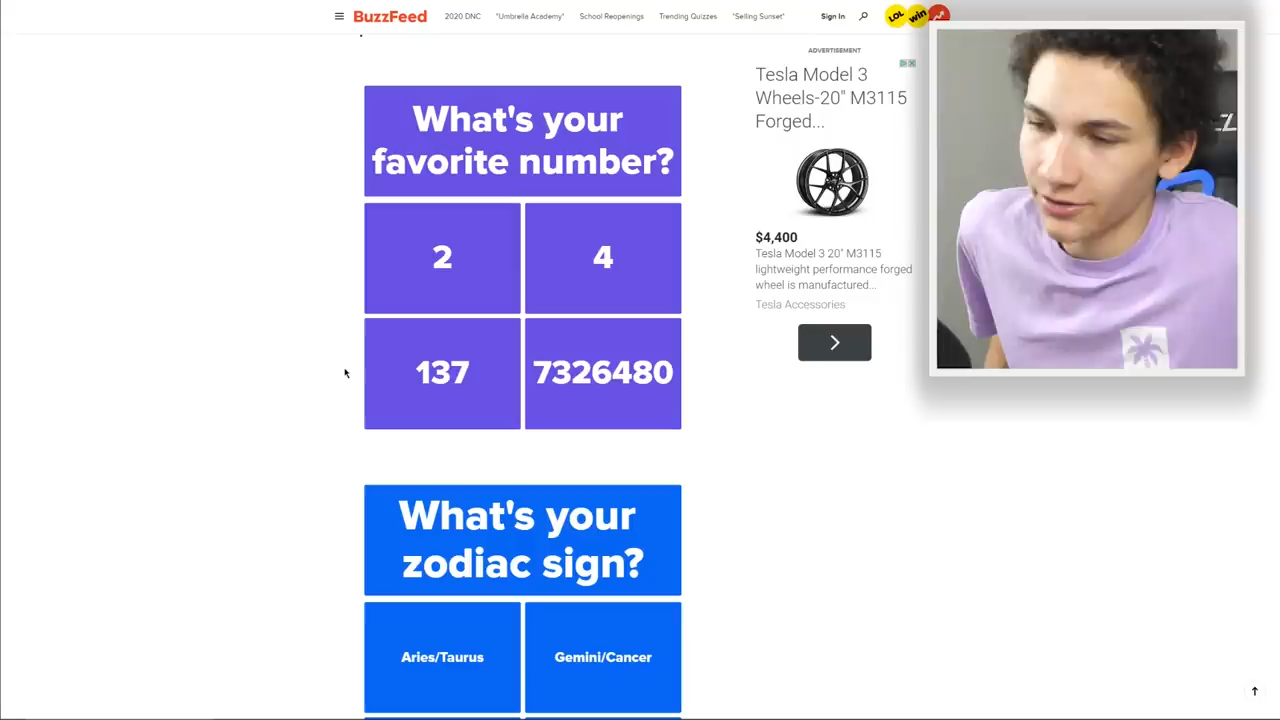 BuzzFeed
2020 DNC
"Umbrella Academy"
School Reopenings
Trending Quizzes
"Selling Sunset"
Sign In
LOL
win
What's your
favorite number?
2
4
137
7326480
What's your
zodiac sign?
Aries/Taurus
Gemini/Cancer
ADVERTISEMENT
Tesla Model 3
Wheels-20" M3115
Forged...
$4,400
Tesla Model 3 20" M3115
lightweight performance forged
wheel is manufactured...
Tesla Accessories